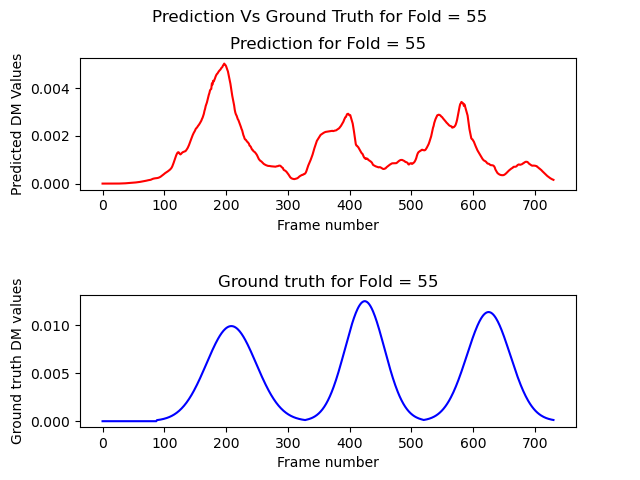 Prediction Vs Ground Truth for Fold = 55
Prediction for Fold = 55
Predicted DM Values
0.004
0.002
0.000
0 100 200 300 400 500 600 700
Frame number
Ground truth for Fold = 55
Ground truth DM values
0.010
0.005
0.000
0 100 200 300 400 500 600 700
Frame number